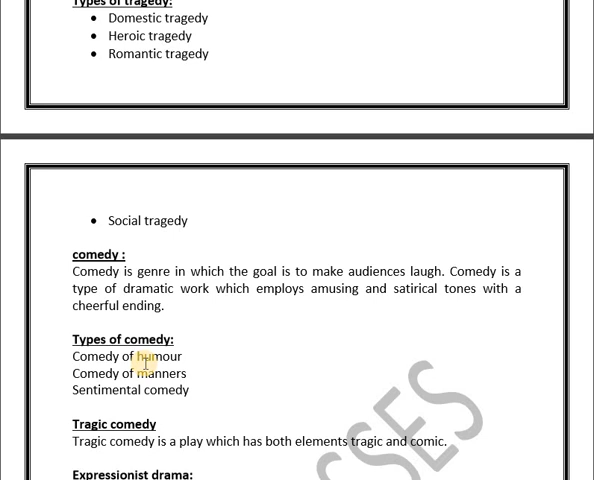 Types of tragedy:
• Domestic tragedy
• Heroic tragedy
• Romantic tragedy
• Social tragedy
comedy :
Comedy is genre in which the goal is to make audiences laugh. Comedy is a
type of dramatic work which employs amusing and satirical tones with a
cheerful ending.
Types of comedy:
Comedy of humour
Comedy of manners
Sentimental comedy
Tragic comedy
Tragic comedy is a play which has both elements tragic and comic.
Expressionist drama: